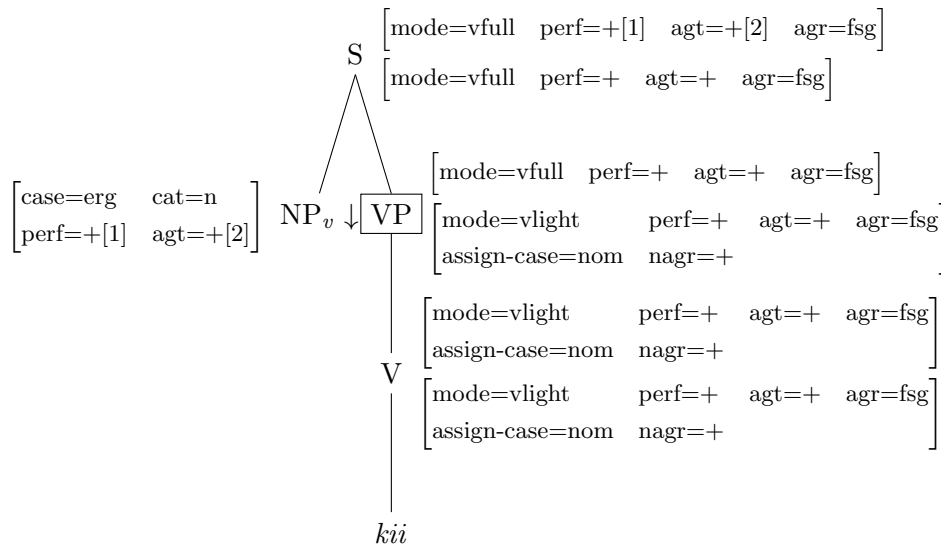 [mode=vfull perf=+[1] agt=+[2] agr=fsg]
S
[mode=vfull perf=+ agt=+ agr=fsg]
[mode=vfull perf=+ agt=+ agr=fsg]
[case=erg cat=n
perf=+[1] agt=+[2]]
NPv ↓ VP
[mode=vlight perf=+ agt=+ agr=fsg
assign-case=nom nagr=+]
[mode=vlight perf=+ agt=+ agr=fsg
assign-case=nom nagr=+]
V
[mode=vlight perf=+ agt=+ agr=fsg
assign-case=nom nagr=+]
kii